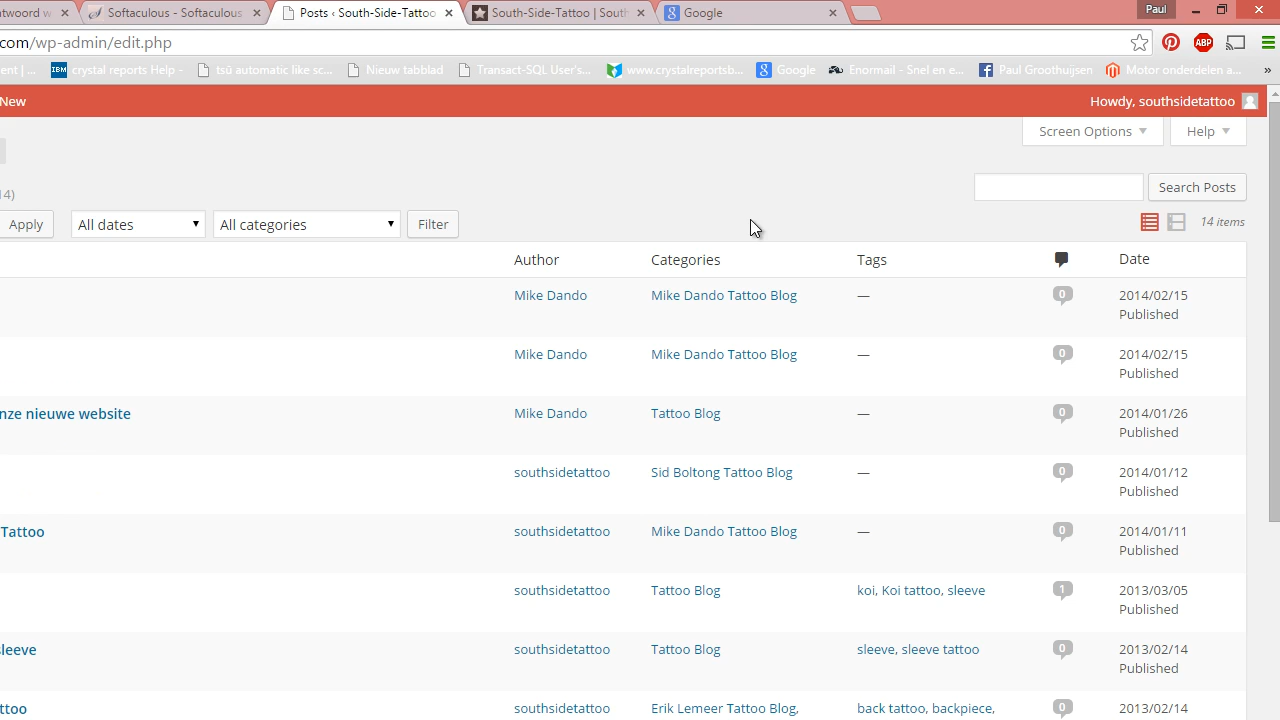 Paul
ntwoord w
Softaculous - Softaculous
Posts ‹ South-Side-Tattoo
South-Side-Tattoo | South
Google
com/wp-admin/edit.php
ABP
ent | ...
IBM
crystal reports Help -
tsū automatic like sc...
Nieuw tabblad
Transact-SQL User's...
www.crystalreportsb...
Google
Enormail - Snel en e...
Paul Groothuijsen
Motor onderdelen a...
»
New
Howdy, southsidetattoo
Screen Options
Help
14)
Search Posts
Apply
All dates
All categories
Filter
14 items
Author Categories Tags Date
Mike Dando Mike Dando Tattoo Blog — 0 2014/02/15
Published
Mike Dando Mike Dando Tattoo Blog — 0 2014/02/15
Published
nze nieuwe website Mike Dando Tattoo Blog — 0 2014/01/26
Published
southsidetattoo Sid Boltong Tattoo Blog — 0 2014/01/12
Published
Tattoo southsidetattoo Mike Dando Tattoo Blog — 0 2014/01/11
Published
southsidetattoo Tattoo Blog koi, Koi tattoo, sleeve 1 2013/03/05
Published
sleeve southsidetattoo Tattoo Blog sleeve, sleeve tattoo 0 2013/02/14
Published
ttoo southsidetattoo Erik Lemeer Tattoo Blog, back tattoo, backpiece, 0 2013/02/14